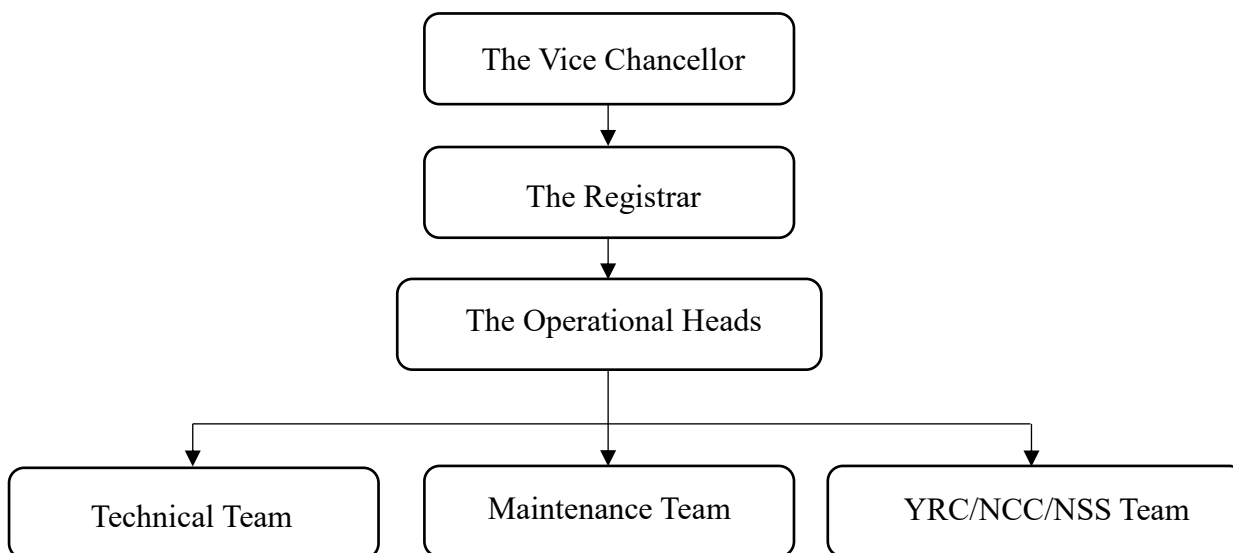 The Vice Chancellor
The Registrar
The Operational Heads
Technical Team
Maintenance Team
YRC/NCC/NSS Team